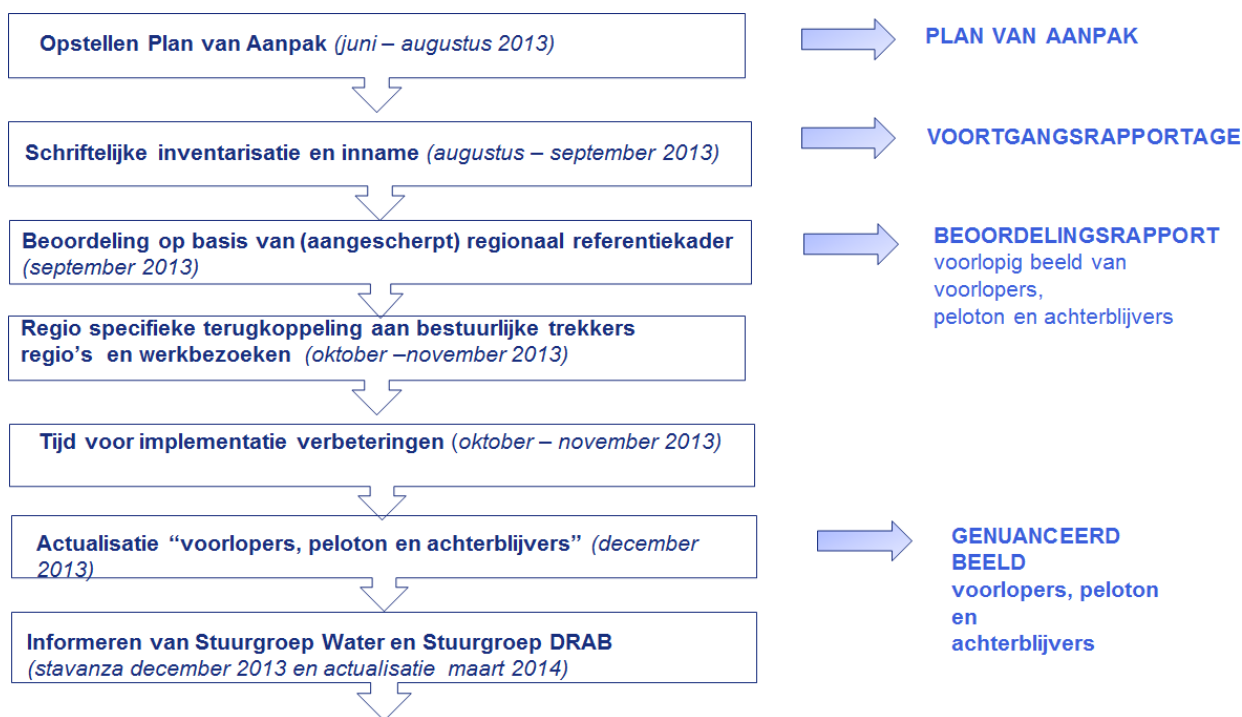 Opstellen Plan van Aanpak (juni – augustus 2013)
PLAN VAN AANPAK
Schriftelijke inventarisatie en inname (augustus – september 2013)
VOORTGANGSRAPPORTAGE
Beoordeling op basis van (aangescherpt) regionaal referentiekader
(september 2013)
BEOORDELINGSRAPPORT
voorlopig beeld van
voorlopers,
peloton en achterblijvers
Regio specifieke terugkoppeling aan bestuurlijke trekkers
regio's en werkbezoeken (oktober –november 2013)
Tijd voor implementatie verbeteringen (oktober – november 2013)
Actualisatie “voorlopers, peloton en achterblijvers” (december
2013)
GENUANCEERD
BEELD
voorlopers, peloton
en
achterblijvers
Informeren van Stuurgroep Water en Stuurgroep DRAB
(stavanza december 2013 en actualisatie maart 2014)